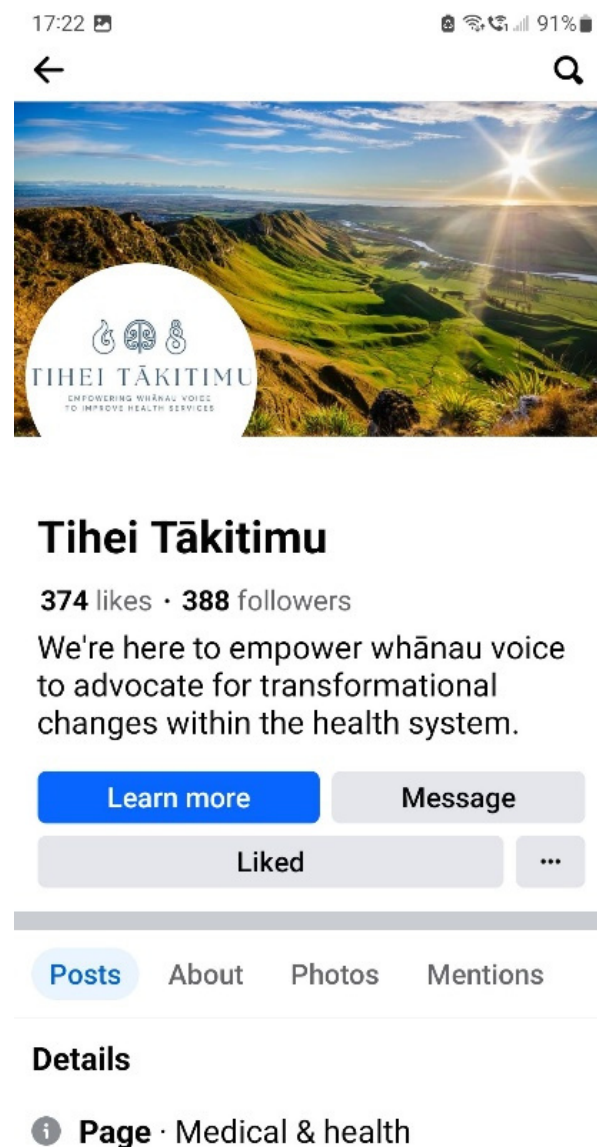 17:22
91%
TIHEI TĀKITIMU
EMPOWERING WHĀNAU VOICE
TO IMPROVE HEALTH SERVICES
Tihei Tākitimu
374 likes · 388 followers
We're here to empower whānau voice
to advocate for transformational
changes within the health system.
Learn more
Message
Liked
Posts
About
Photos
Mentions
Details
Page · Medical & health